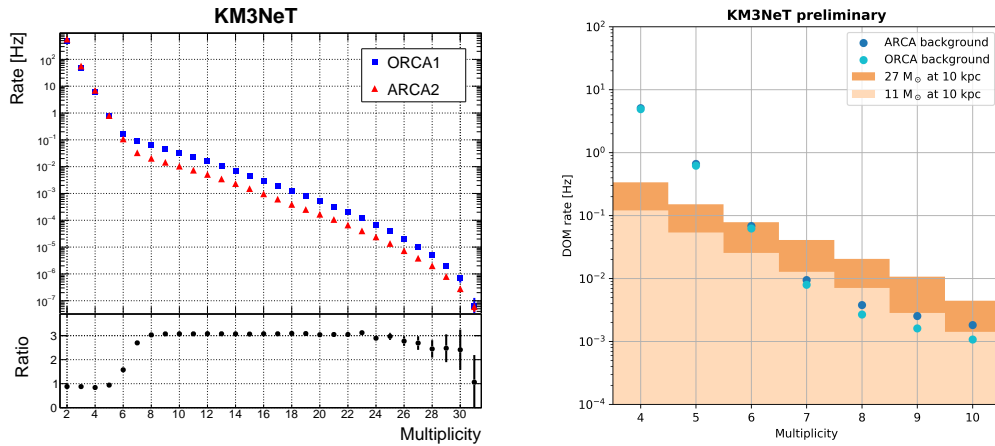 KM3NeT
Rate [Hz]
10²
10
1
10⁻¹
10⁻²
10⁻³
10⁻⁴
10⁻⁵
10⁻⁶
10⁻⁷
ORCA1
ARCA2
Ratio
3
2
1
0
2 4 6 8 10 12 14 16 18 20 22 24 26 28 30
Multiplicity
KM3NeT preliminary
DOM rate [Hz]
10²
10¹
10⁰
10⁻¹
10⁻²
10⁻³
10⁻⁴
ARCA background
ORCA background
27 M☉ at 10 kpc
11 M☉ at 10 kpc
4 5 6 7 8 9 10
Multiplicity